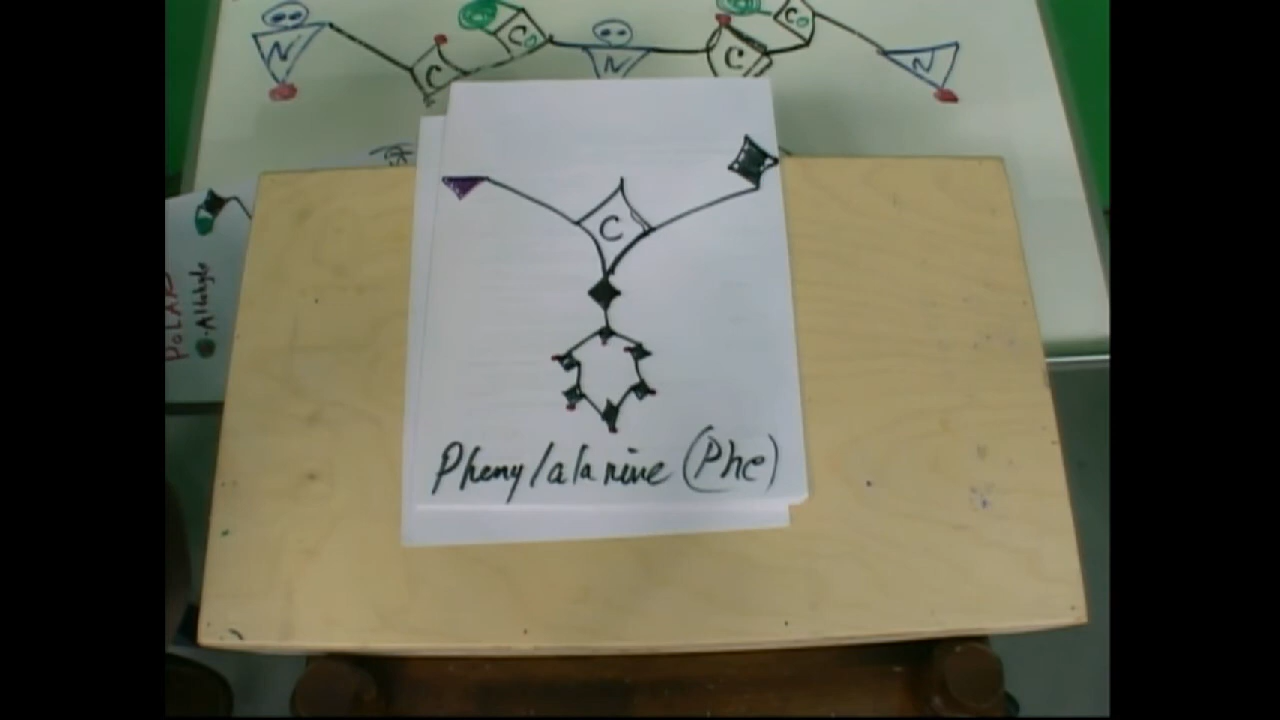 N C Co N C Co N
C
Phenylalanine (Phe)
POLAR
Aldehyde